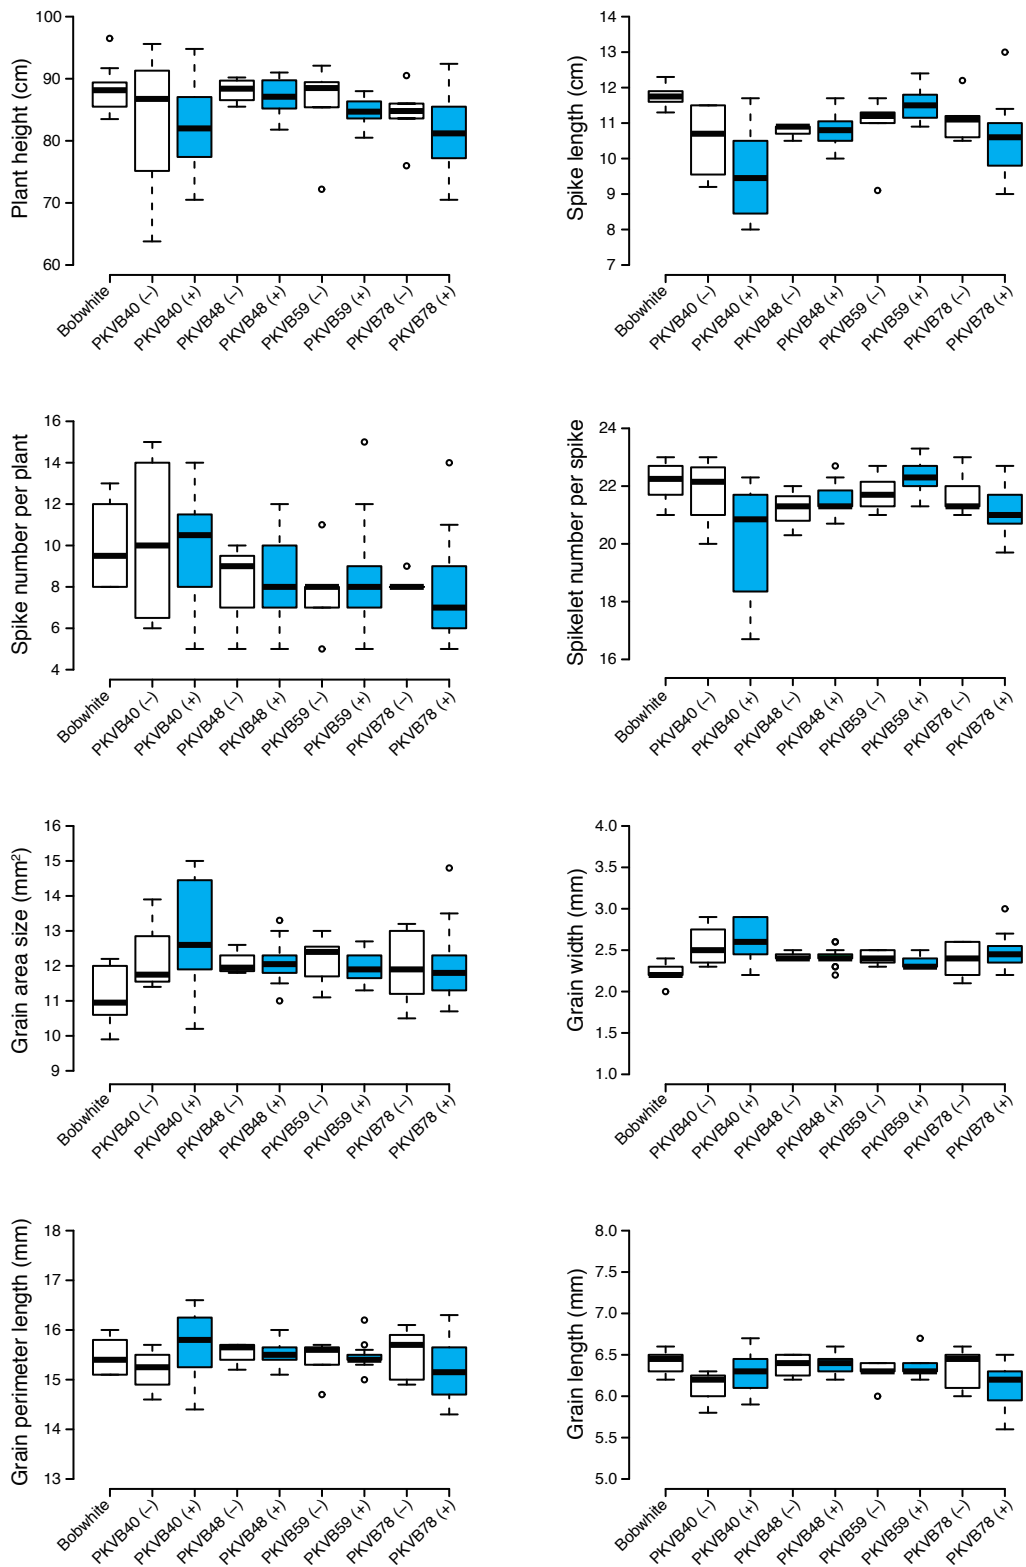 Plant height (cm)
100
90
80
70
60
Bobwhite
PKVB40 (–)
PKVB40 (+)
PKVB48 (–)
PKVB48 (+)
PKVB59 (–)
PKVB59 (+)
PKVB78 (–)
PKVB78 (+)
Spike length (cm)
14
13
12
11
10
9
8
7
Bobwhite
PKVB40 (–)
PKVB40 (+)
PKVB48 (–)
PKVB48 (+)
PKVB59 (–)
PKVB59 (+)
PKVB78 (–)
PKVB78 (+)
Spike number per plant
16
14
12
10
8
6
4
Bobwhite
PKVB40 (–)
PKVB40 (+)
PKVB48 (–)
PKVB48 (+)
PKVB59 (–)
PKVB59 (+)
PKVB78 (–)
PKVB78 (+)
Spikelet number per spike
24
22
20
18
16
Bobwhite
PKVB40 (–)
PKVB40 (+)
PKVB48 (–)
PKVB48 (+)
PKVB59 (–)
PKVB59 (+)
PKVB78 (–)
PKVB78 (+)
Grain area size (mm²)
16
15
14
13
12
11
10
9
Bobwhite
PKVB40 (–)
PKVB40 (+)
PKVB48 (–)
PKVB48 (+)
PKVB59 (–)
PKVB59 (+)
PKVB78 (–)
PKVB78 (+)
Grain width (mm)
4.0
3.5
3.0
2.5
2.0
1.5
1.0
Bobwhite
PKVB40 (–)
PKVB40 (+)
PKVB48 (–)
PKVB48 (+)
PKVB59 (–)
PKVB59 (+)
PKVB78 (–)
PKVB78 (+)
Grain perimeter length (mm)
18
17
16
15
14
13
Bobwhite
PKVB40 (–)
PKVB40 (+)
PKVB48 (–)
PKVB48 (+)
PKVB59 (–)
PKVB59 (+)
PKVB78 (–)
PKVB78 (+)
Grain length (mm)
8.0
7.5
7.0
6.5
6.0
5.5
5.0
Bobwhite
PKVB40 (–)
PKVB40 (+)
PKVB48 (–)
PKVB48 (+)
PKVB59 (–)
PKVB59 (+)
PKVB78 (–)
PKVB78 (+)